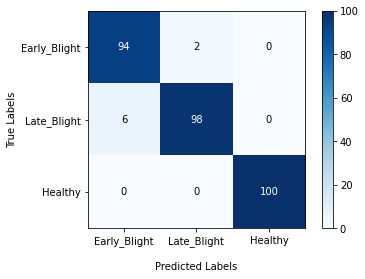 100
Early_Blight 94 2 0
80
60
True Labels
Late_Blight 6 98 0
40
20
Healthy 0 0 100
0
Early_Blight Late_Blight Healthy
Predicted Labels